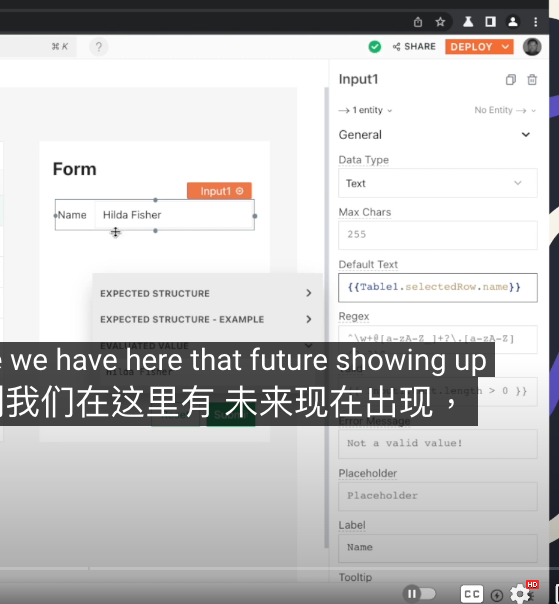 ⌘ K
?
SHARE
DEPLOY
Input1
1 entity
No Entity
General
Form
Data Type
Input1
Text
Name
Hilda Fisher
Max Chars
255
Default Text
{{Table1.selectedRow.name}}
EXPECTED STRUCTURE
EXPECTED STRUCTURE - EXAMPLE
Regex
^\w+@[a-zA-Z_]+?\.[a-zA-Z]
EVALUATED VALUE
we have here that future showing up
我们在这里有 未来现在出现，
Hilda Fisher
.length > 0 }}
Error Message
Not a valid value!
Placeholder
Placeholder
Label
Name
Tooltip
CC
HD